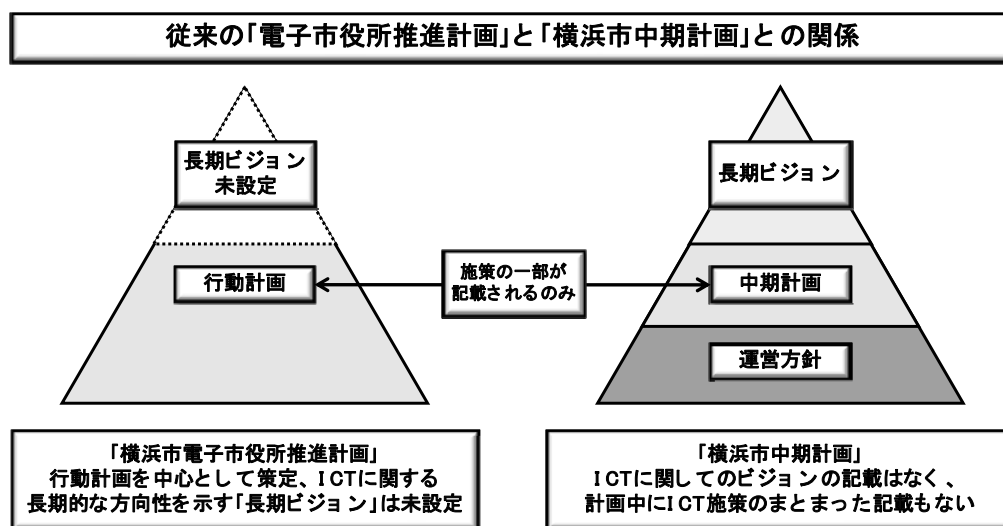 従来の「電子市役所推進計画」と「横浜市中期計画」との関係
長期ビジョン
未設定
行動計画
施策の一部が
記載されるのみ
長期ビジョン
中期計画
運営方針
「横浜市電子市役所推進計画」
行動計画を中心として策定、ICTに関する
長期的な方向性を示す「長期ビジョン」は未設定
「横浜市中期計画」
ICTに関してのビジョンの記載はなく、
計画中にICT施策のまとまった記載もない